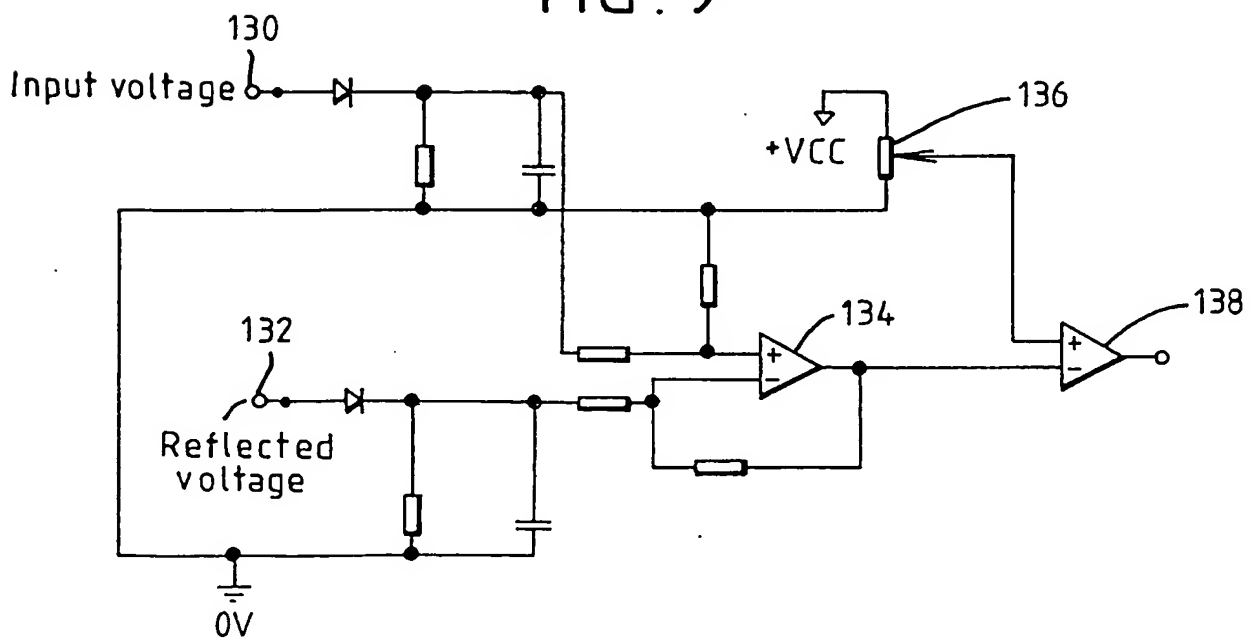 130
Input voltage
136
+VCC
+
-
134
+
-
138
132
Reflected
voltage
0V